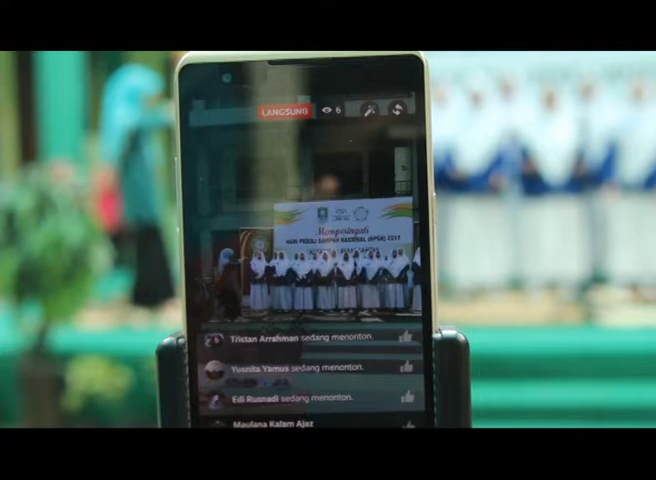 LANGSUNG 6
Memperingati
HARI PEDULI SAMPAH NASIONAL (HPSN) 2017
Tristan Arrahman sedang menonton.
Yusnita Yamus sedang menonton.
Edi Rusnadi sedang menonton.
Maulana Kalam Ajaz